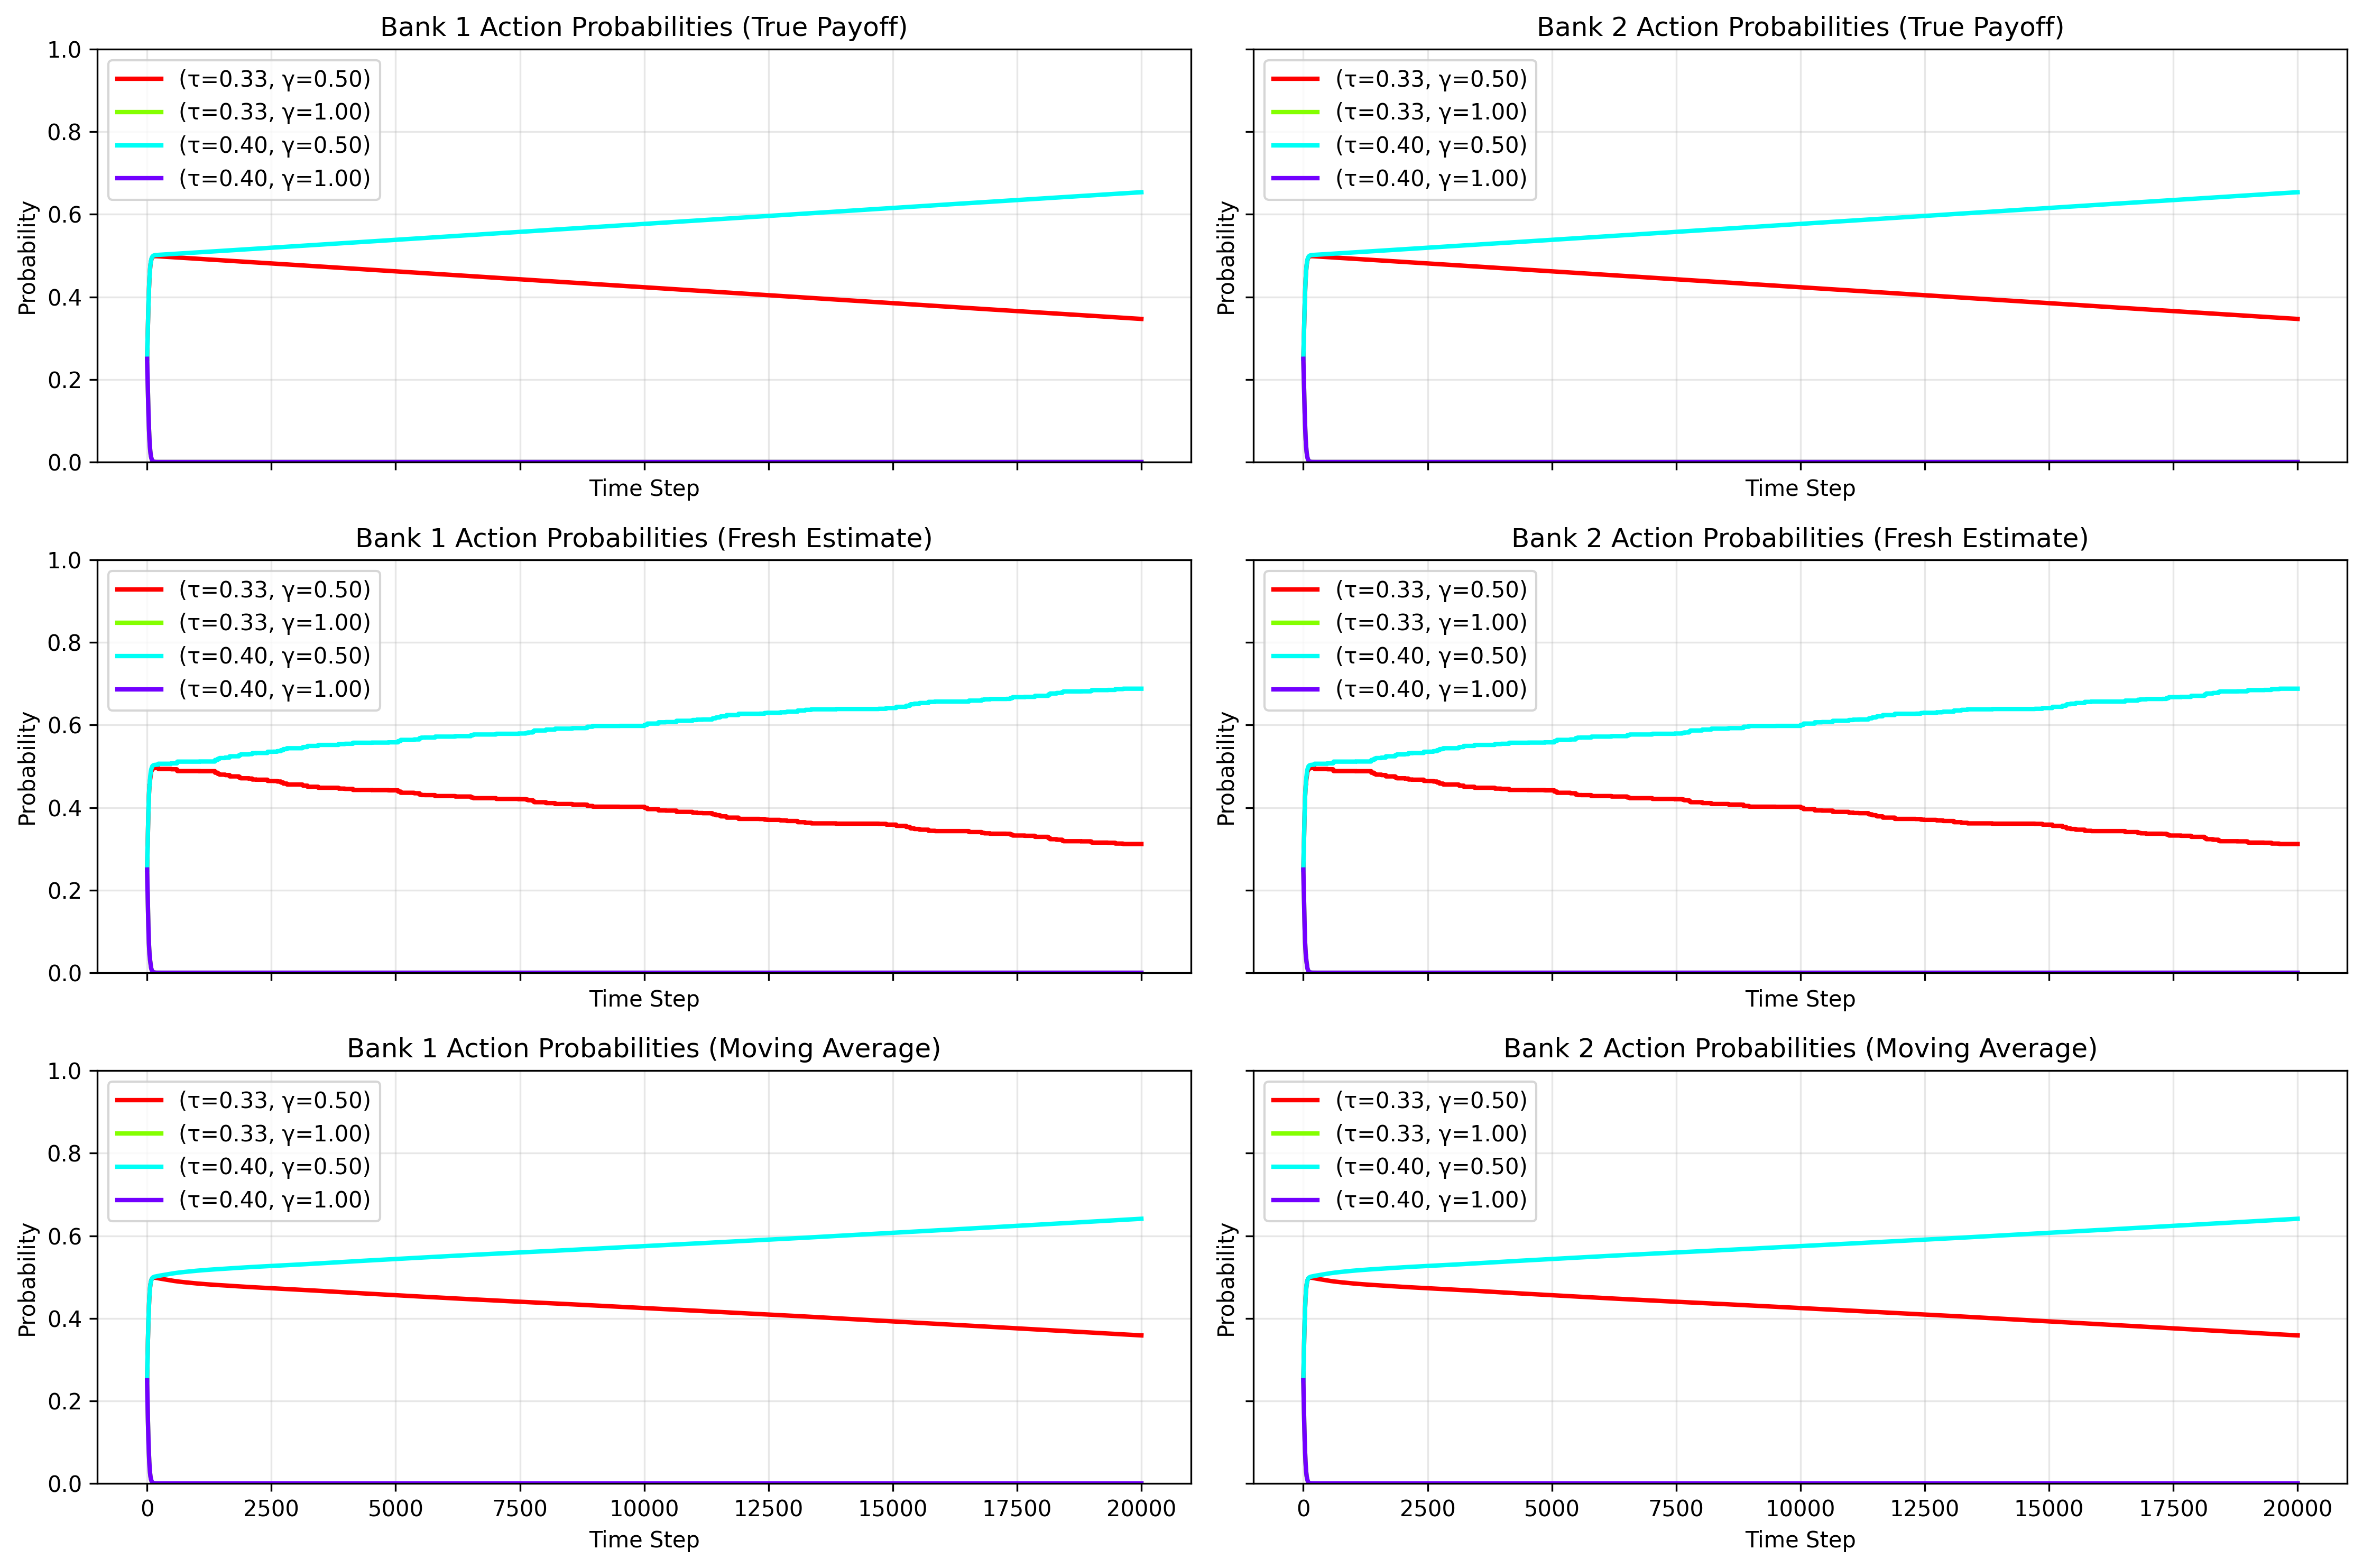 Bank 1 Action Probabilities (True Payoff)
Probability
1.0
0.8
0.6
0.4
0.2
0.0
(τ=0.33, γ=0.50)
(τ=0.33, γ=1.00)
(τ=0.40, γ=0.50)
(τ=0.40, γ=1.00)
Time Step
Bank 2 Action Probabilities (True Payoff)
Probability
(τ=0.33, γ=0.50)
(τ=0.33, γ=1.00)
(τ=0.40, γ=0.50)
(τ=0.40, γ=1.00)
Time Step
Bank 1 Action Probabilities (Fresh Estimate)
Probability
1.0
0.8
0.6
0.4
0.2
0.0
(τ=0.33, γ=0.50)
(τ=0.33, γ=1.00)
(τ=0.40, γ=0.50)
(τ=0.40, γ=1.00)
Time Step
Bank 2 Action Probabilities (Fresh Estimate)
Probability
(τ=0.33, γ=0.50)
(τ=0.33, γ=1.00)
(τ=0.40, γ=0.50)
(τ=0.40, γ=1.00)
Time Step
Bank 1 Action Probabilities (Moving Average)
Probability
1.0
0.8
0.6
0.4
0.2
0.0
(τ=0.33, γ=0.50)
(τ=0.33, γ=1.00)
(τ=0.40, γ=0.50)
(τ=0.40, γ=1.00)
0 2500 5000 7500 10000 12500 15000 17500 20000
Time Step
Bank 2 Action Probabilities (Moving Average)
Probability
(τ=0.33, γ=0.50)
(τ=0.33, γ=1.00)
(τ=0.40, γ=0.50)
(τ=0.40, γ=1.00)
0 2500 5000 7500 10000 12500 15000 17500 20000
Time Step